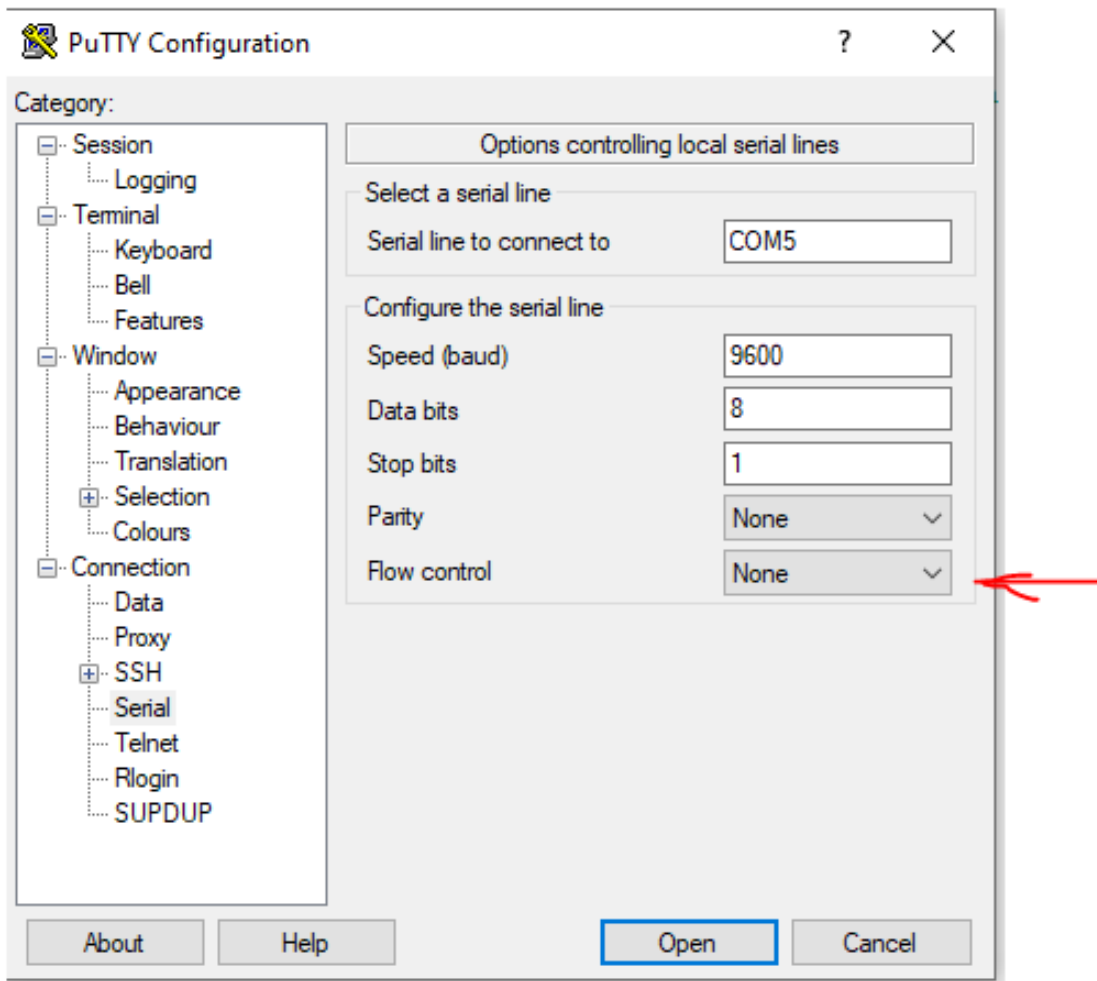 PuTTY Configuration
?
Category:
Session
Logging
Terminal
Keyboard
Bell
Features
Window
Appearance
Behaviour
Translation
Selection
Colours
Connection
Data
Proxy
SSH
Serial
Telnet
Rlogin
SUPDUP
Options controlling local serial lines
Select a serial line
Serial line to connect to COM5
Configure the serial line
Speed (baud) 9600
Data bits 8
Stop bits 1
Parity None
Flow control None
About Help Open Cancel